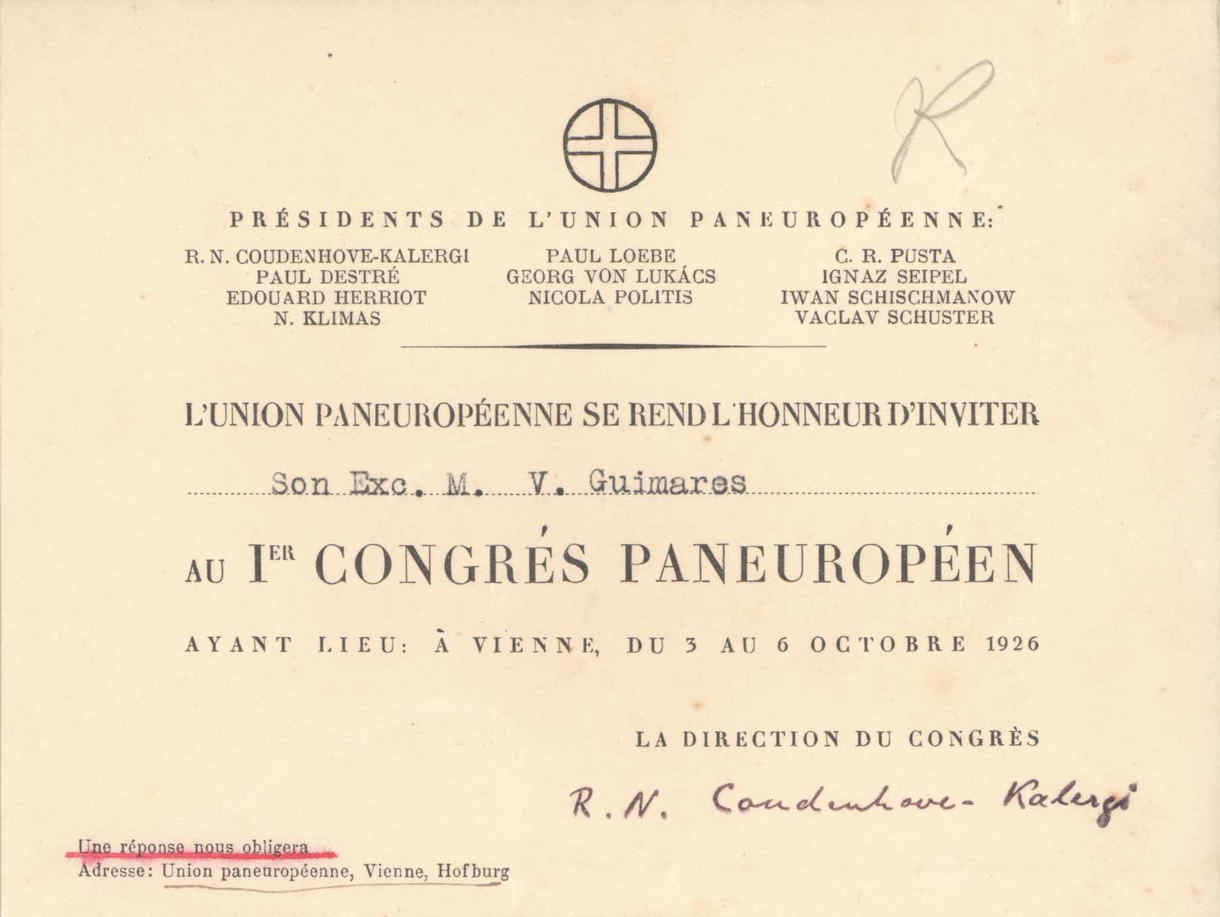 R
PRÉSIDENTS DE L'UNION PANEUROPÉENNE:
R. N. COUDENHOVE-KALERGI
PAUL DESTRÉ
EDOUARD HERRIOT
N. KLIMAS
PAUL LOEBE
GEORG VON LUKÁCS
NICOLA POLITIS
C. R. PUSTA
IGNAZ SEIPEL
IWAN SCHISCHMANOW
VACLAV SCHUSTER
L'UNION PANEUROPÉENNE SE REND L'HONNEUR D'INVITER
Son Exc. M. V. Guimares
AU IER CONGRÉS PANEUROPÉEN
AYANT LIEU: À VIENNE, DU 3 AU 6 OCTOBRE 1926
LA DIRECTION DU CONGRÈS
R. N. Coudenhove-Kalergi
Une réponse nous obligera
Adresse: Union paneuropéenne, Vienne, Hofburg